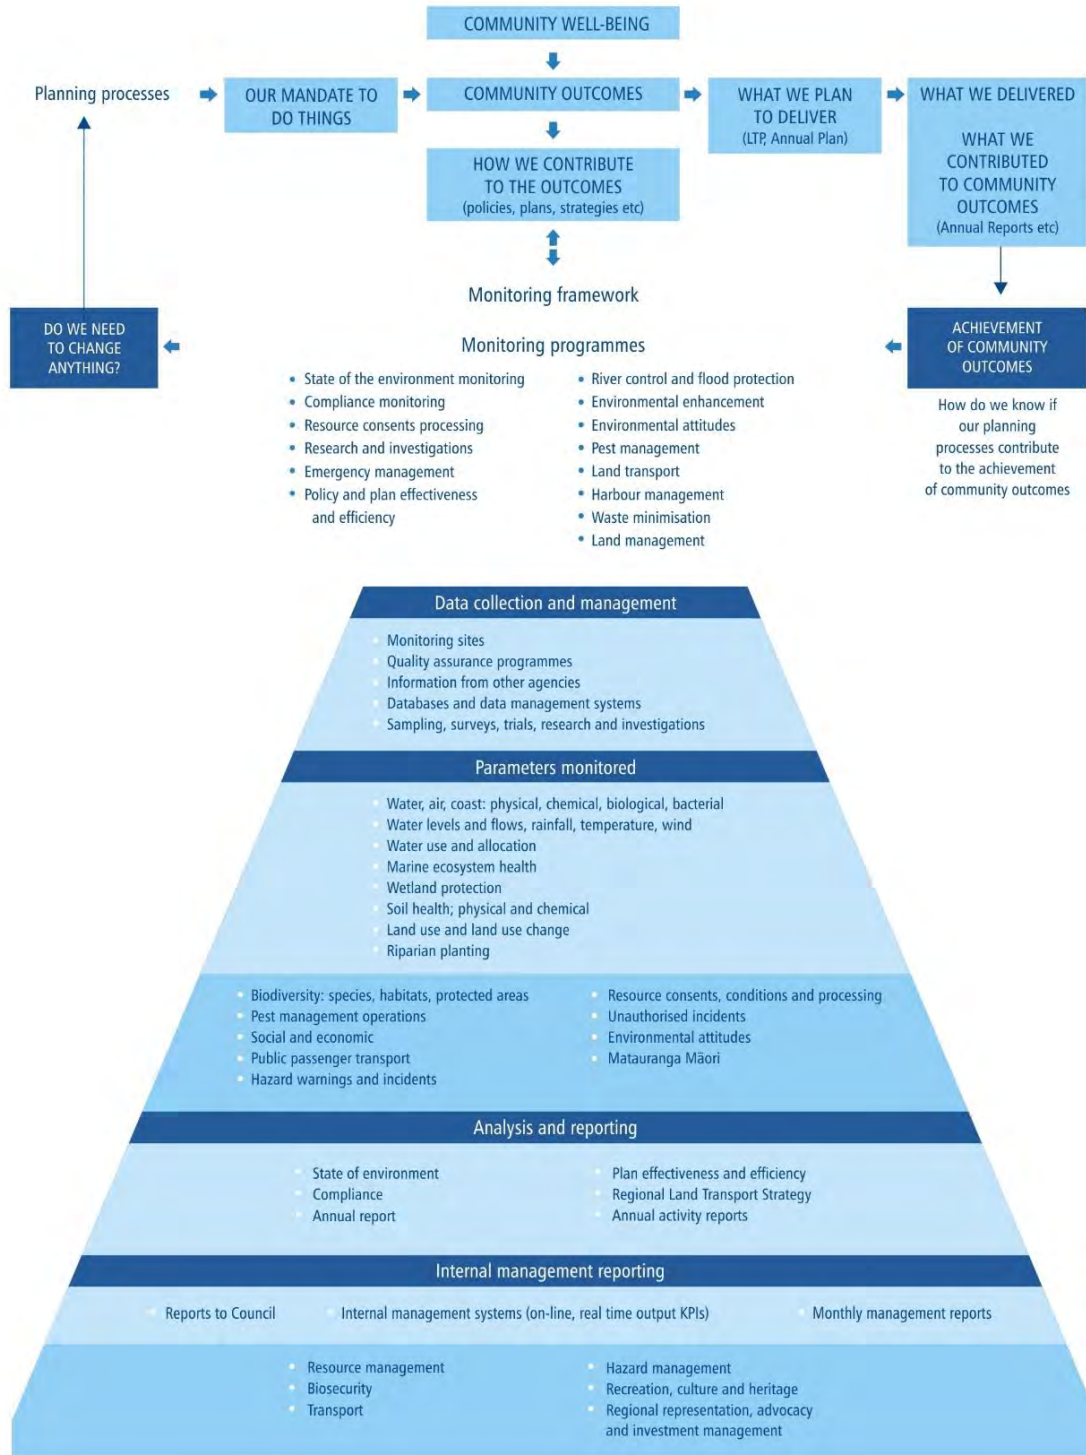 COMMUNITY WELL-BEING
Planning processes
OUR MANDATE TO
DO THINGS
COMMUNITY OUTCOMES
WHAT WE PLAN
TO DELIVER
(LTP, Annual Plan)
WHAT WE DELIVERED
WHAT WE
CONTRIBUTED
TO COMMUNITY
OUTCOMES
(Annual Reports etc)
HOW WE CONTRIBUTE
TO THE OUTCOMES
(policies, plans, strategies etc)
Monitoring framework
DO WE NEED
TO CHANGE
ANYTHING?
Monitoring programmes
• State of the environment monitoring
• Compliance monitoring
• Resource consents processing
• Research and investigations
• Emergency management
• Policy and plan effectiveness
and efficiency
• River control and flood protection
• Environmental enhancement
• Environmental attitudes
• Pest management
• Land transport
• Harbour management
• Waste minimisation
• Land management
ACHIEVEMENT
OF COMMUNITY
OUTCOMES
How do we know if
our planning
processes contribute
to the achievement
of community outcomes
Data collection and management
• Monitoring sites
• Quality assurance programmes
• Information from other agencies
• Databases and data management systems
• Sampling, surveys, trials, research and investigations
Parameters monitored
• Water, air, coast: physical, chemical, biological, bacterial
• Water levels and flows, rainfall, temperature, wind
• Water use and allocation
• Marine ecosystem health
• Wetland protection
• Soil health; physical and chemical
• Land use and land use change
• Riparian planting
• Biodiversity: species, habitats, protected areas
• Pest management operations
• Social and economic
• Public passenger transport
• Hazard warnings and incidents
• Resource consents, conditions and processing
• Unauthorised incidents
• Environmental attitudes
• Matauranga Māori
Analysis and reporting
• State of environment
• Compliance
• Annual report
• Plan effectiveness and efficiency
• Regional Land Transport Strategy
• Annual activity reports
Internal management reporting
• Reports to Council
• Internal management systems (on-line, real time output KPIs)
• Monthly management reports
• Resource management
• Biosecurity
• Transport
• Hazard management
• Recreation, culture and heritage
• Regional representation, advocacy
and investment management